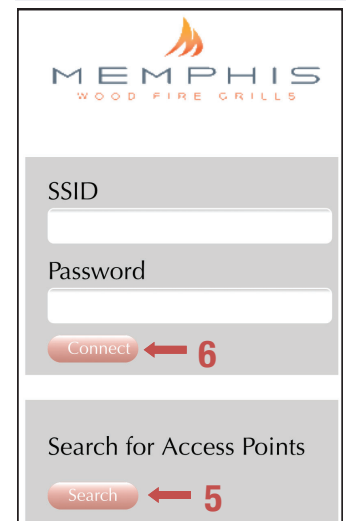 MEMPHIS
WOOD FIRE GRILLS
SSID
Password
Connect 6
Search for Access Points
Search 5